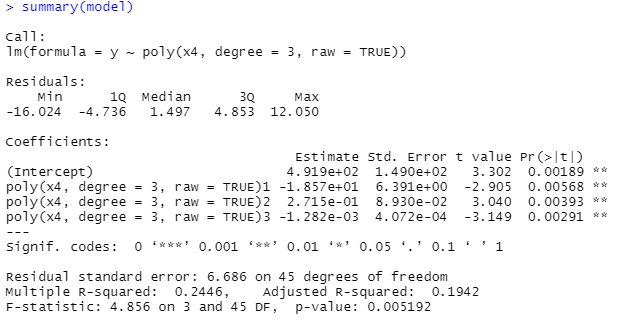 > summary(model)
Call:
lm(formula = y ~ poly(x4, degree = 3, raw = TRUE))
Residuals:
Min 1Q Median 3Q Max
-16.024 -4.736 1.497 4.853 12.050
Coefficients:
Estimate Std. Error t value Pr(>|t|)
(Intercept) 4.919e+02 1.490e+02 3.302 0.00189 **
poly(x4, degree = 3, raw = TRUE)1 -1.857e+01 6.391e+00 -2.905 0.00568 **
poly(x4, degree = 3, raw = TRUE)2 2.715e-01 8.930e-02 3.040 0.00393 **
poly(x4, degree = 3, raw = TRUE)3 -1.282e-03 4.072e-04 -3.149 0.00291 **
---
Signif. codes: 0 ‘***’ 0.001 ‘**’ 0.01 ‘*’ 0.05 ‘.’ 0.1 ‘ ’ 1
Residual standard error: 6.686 on 45 degrees of freedom
Multiple R-squared: 0.2446, Adjusted R-squared: 0.1942
F-statistic: 4.856 on 3 and 45 DF, p-value: 0.005192